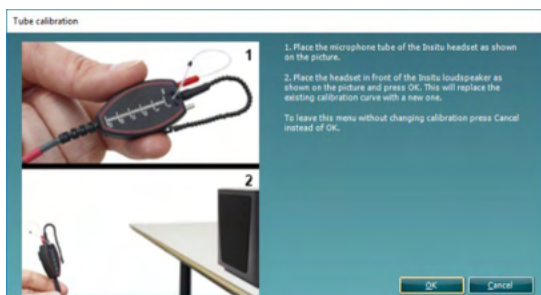 Tube calibration
1
1. Place the microphone tube of the Insitu headset as shown
on the picture.
2. Place the headset in front of the Insitu loudspeaker as
shown on the picture and press OK. This will replace the
existing calibration curve with a new one.
To leave this menu without changing calibration press Cancel
instead of OK.
2
OK
Cancel